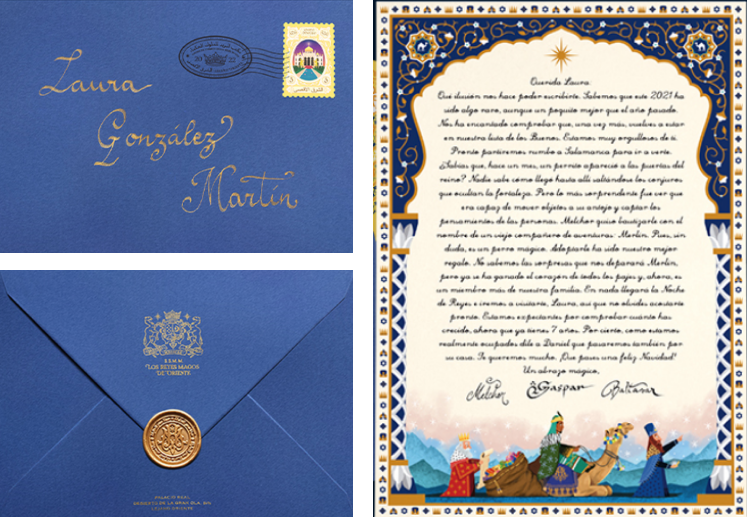 Laura
González
Martín
SS.MM.
LOS REYES MAGOS
DE ORIENTE
PALACIO REAL
LEJANO ORIENTE
Querida Laura:
Qué ilusión nos hace poder escribirte. Sabemos que este 2021 ha
sido algo raro, aunque un poquito mejor que el año pasado.
Nos ha encantado comprobar que, una vez más, vuelves a estar
en nuestra lista de los Buenos. Estamos muy orgullosos de ti.
Pronto partiremos rumbo a Salamanca para ir a verte.
¿Sabías que, hace un mes, un perrito apareció a las puertas del
reino? Nadie sabe cómo llegó hasta allí saltándose los conjuros
que ocultan la fortaleza. Pero lo más sorprendente fue ver que
era capaz de mover objetos a su antojo y captar los
pensamientos de las personas. Melchor quiso bautizarle con el
nombre de un viejo compañero de aventuras: Merlín. Pues, sin
duda, es un perro mágico. Adoptarle ha sido nuestro mejor
regalo. No sabemos las sorpresas que nos deparará Merlín,
pero ya se ha ganado el corazón de todos los pajes y, ahora, es
un miembro más de nuestra familia. En nada llegará la Noche
de Reyes e iremos a visitarte, Laura, así que no olvides acostarte
pronto. Estamos expectantes por comprobar cuánto has
crecido, ahora que ya tienes 7 años. Por cierto, como estamos
realmente ocupados dile a Daniel que pasaremos también por
su casa. Te queremos mucho. ¡Que pases una feliz Navidad!
Un abrazo mágico,
Melchor Gaspar Baltasar